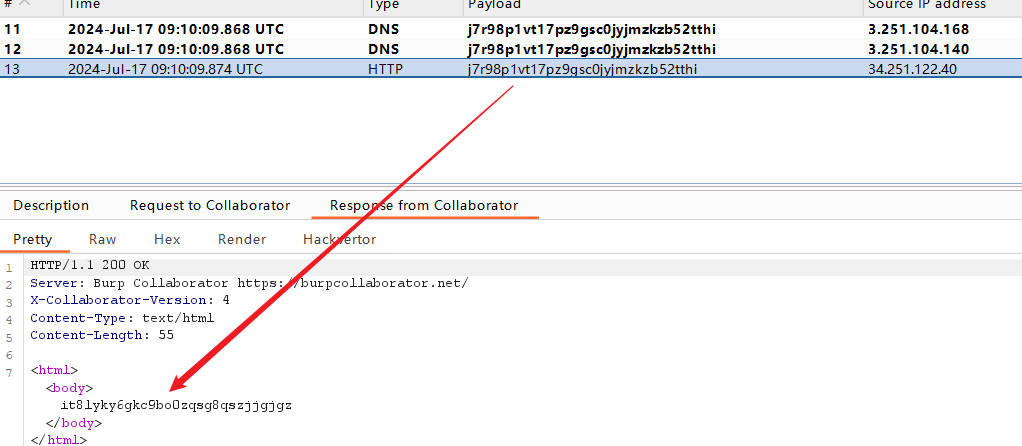 # Time Type Payload Source IP address
11 2024-Jul-17 09:10:09.868 UTC DNS j7r98p1vt17pz9gsc0jyjmzkzb52tthi 3.251.104.168
12 2024-Jul-17 09:10:09.868 UTC DNS j7r98p1vt17pz9gsc0jyjmzkzb52tthi 3.251.104.140
13 2024-Jul-17 09:10:09.874 UTC HTTP j7r98p1vt17pz9gsc0jyjmzkzb52tthi 34.251.122.40
Description Request to Collaborator Response from Collaborator
Pretty Raw Hex Render Hackvertor
1 HTTP/1.1 200 OK
2 Server: Burp Collaborator https://burpcollaborator.net/
3 X-Collaborator-Version: 4
4 Content-Type: text/html
5 Content-Length: 55
6
7 <html>
<body>
it8lyky6gkc9bo0zqsg8qszjjgjgz
</body>
</html>